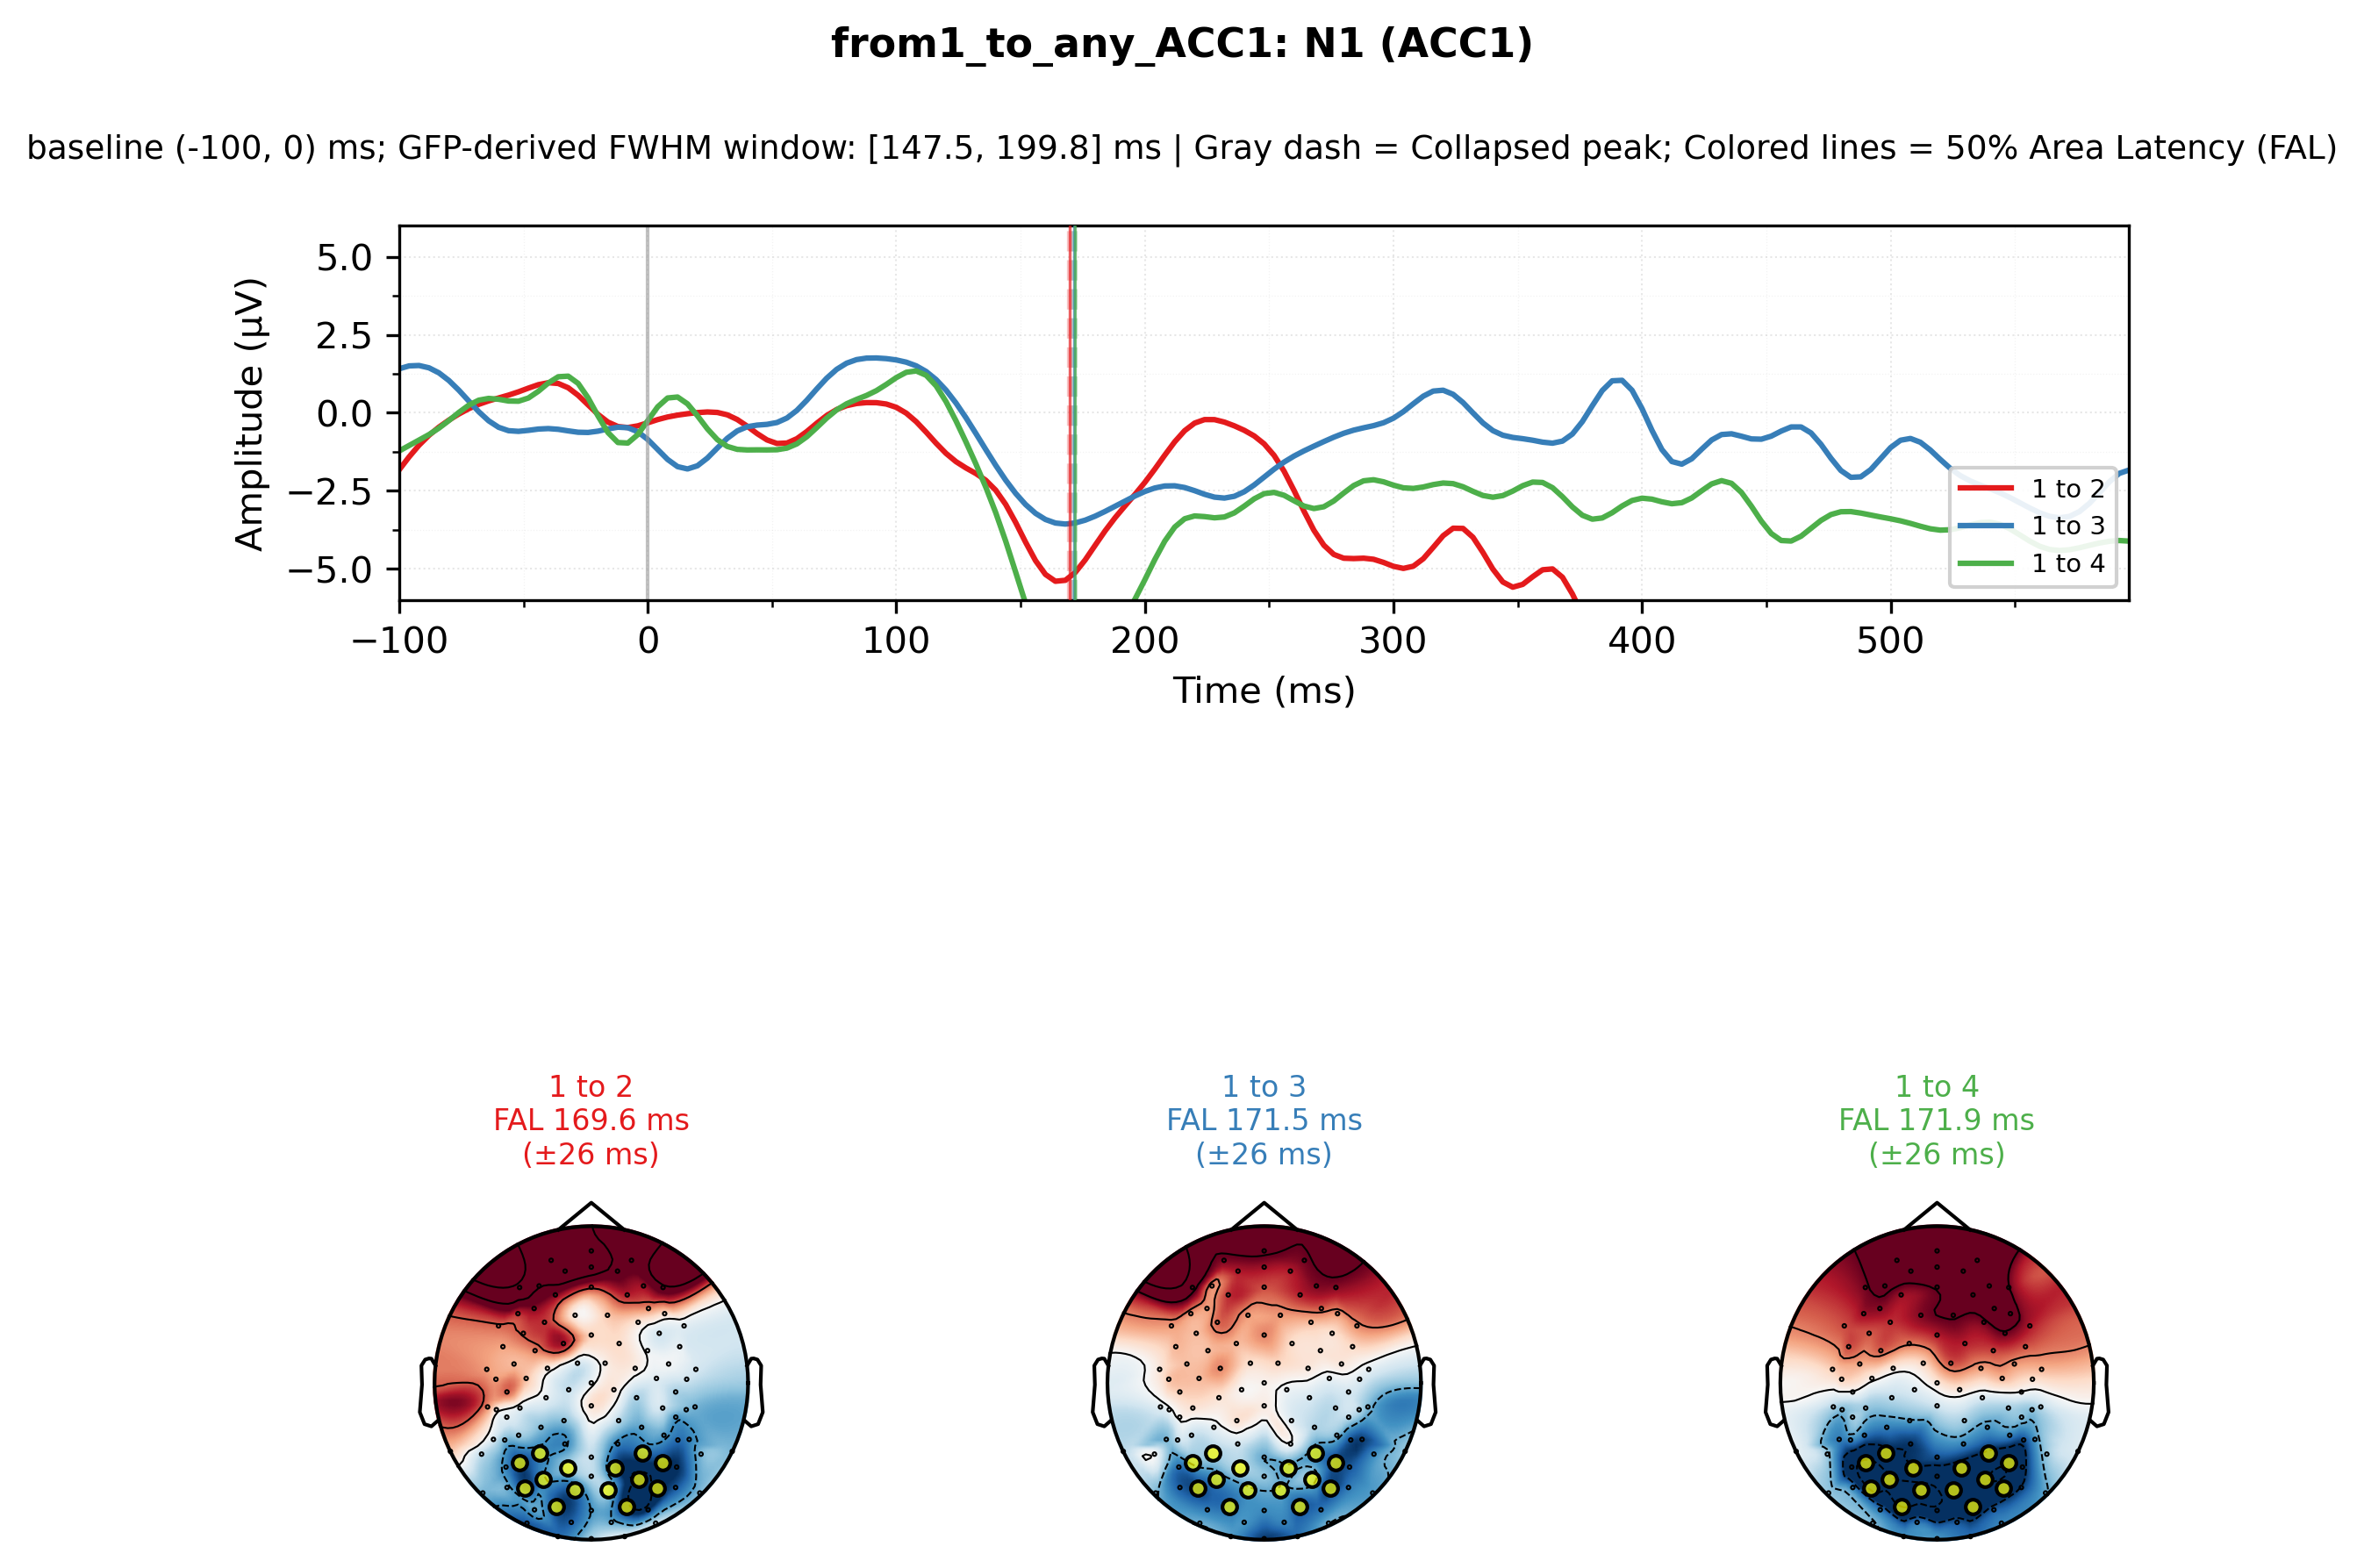 from1_to_any_ACC1: N1 (ACC1)
baseline (-100, 0) ms; GFP-derived FWHM window: [147.5, 199.8] ms | Gray dash = Collapsed peak; Colored lines = 50% Area Latency (FAL)
Amplitude (µV)
5.0
2.5
0.0
−2.5
−5.0
1 to 2
1 to 3
1 to 4
−100 0 100 200 300 400 500
Time (ms)
1 to 2
FAL 169.6 ms
(±26 ms)
1 to 3
FAL 171.5 ms
(±26 ms)
1 to 4
FAL 171.9 ms
(±26 ms)